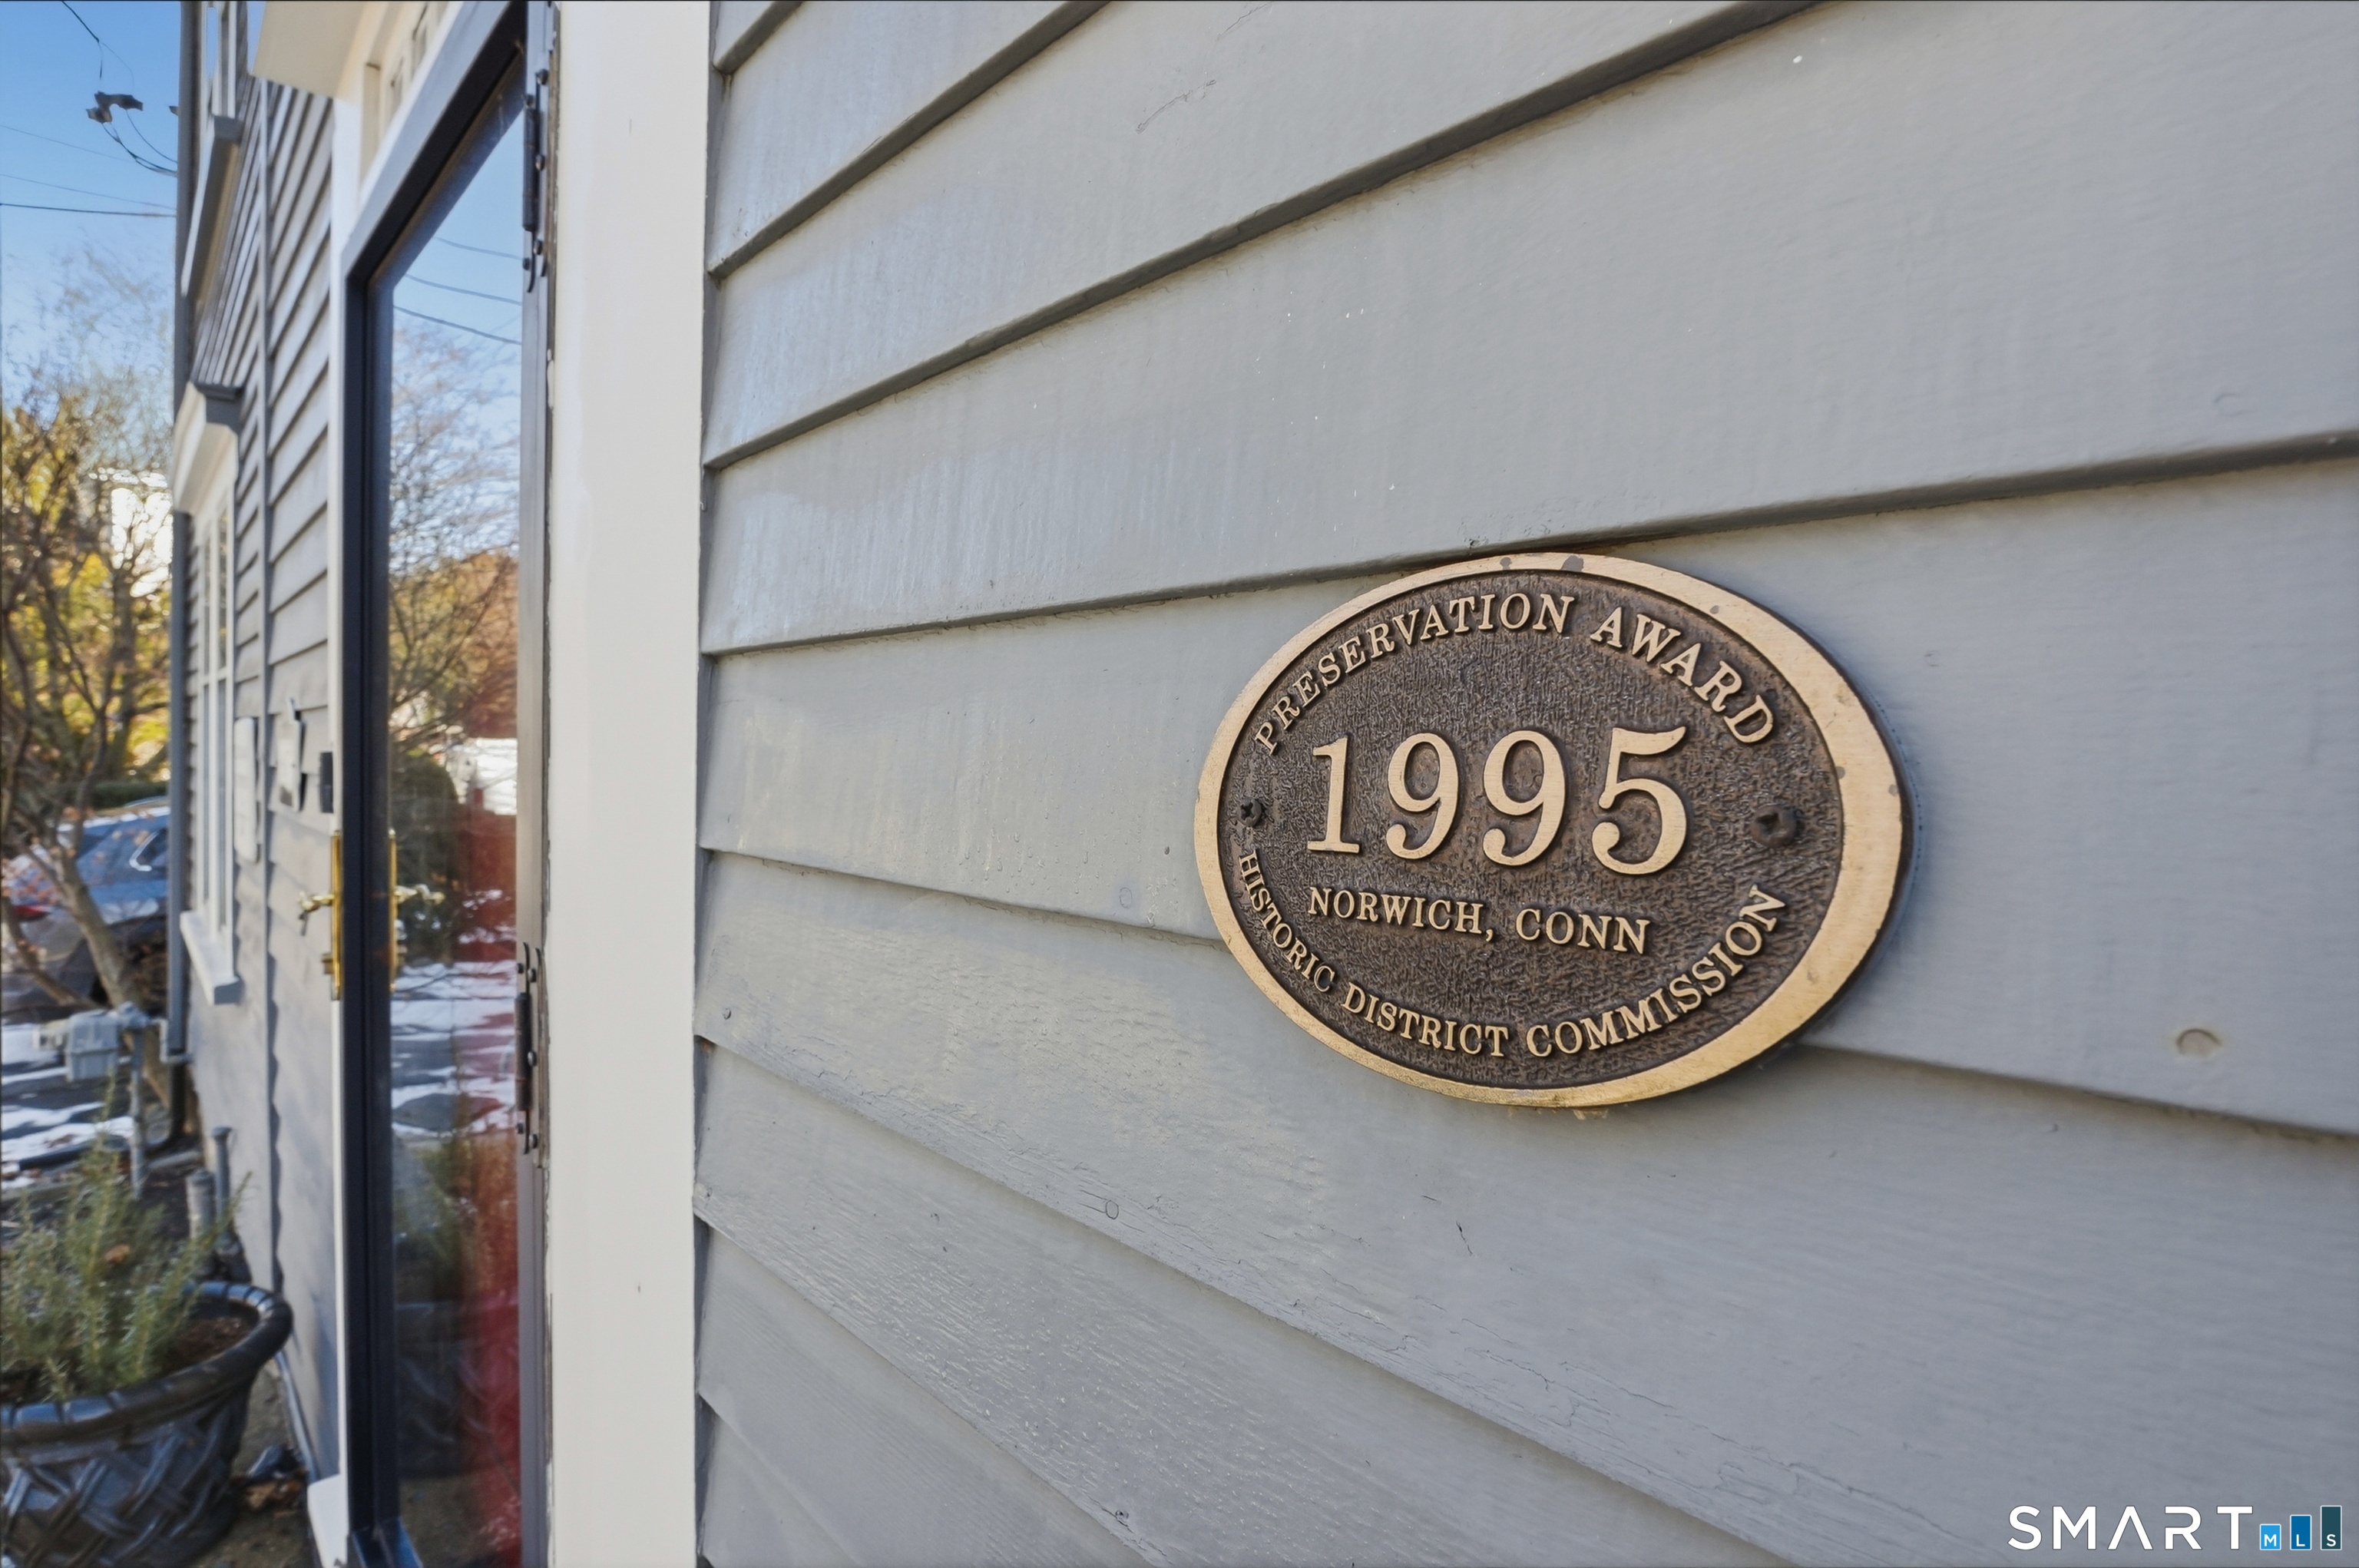 PRESERVATION AWARD
1995
NORWICH, CONN
HISTORIC DISTRICT COMMISSION
SMART MLS